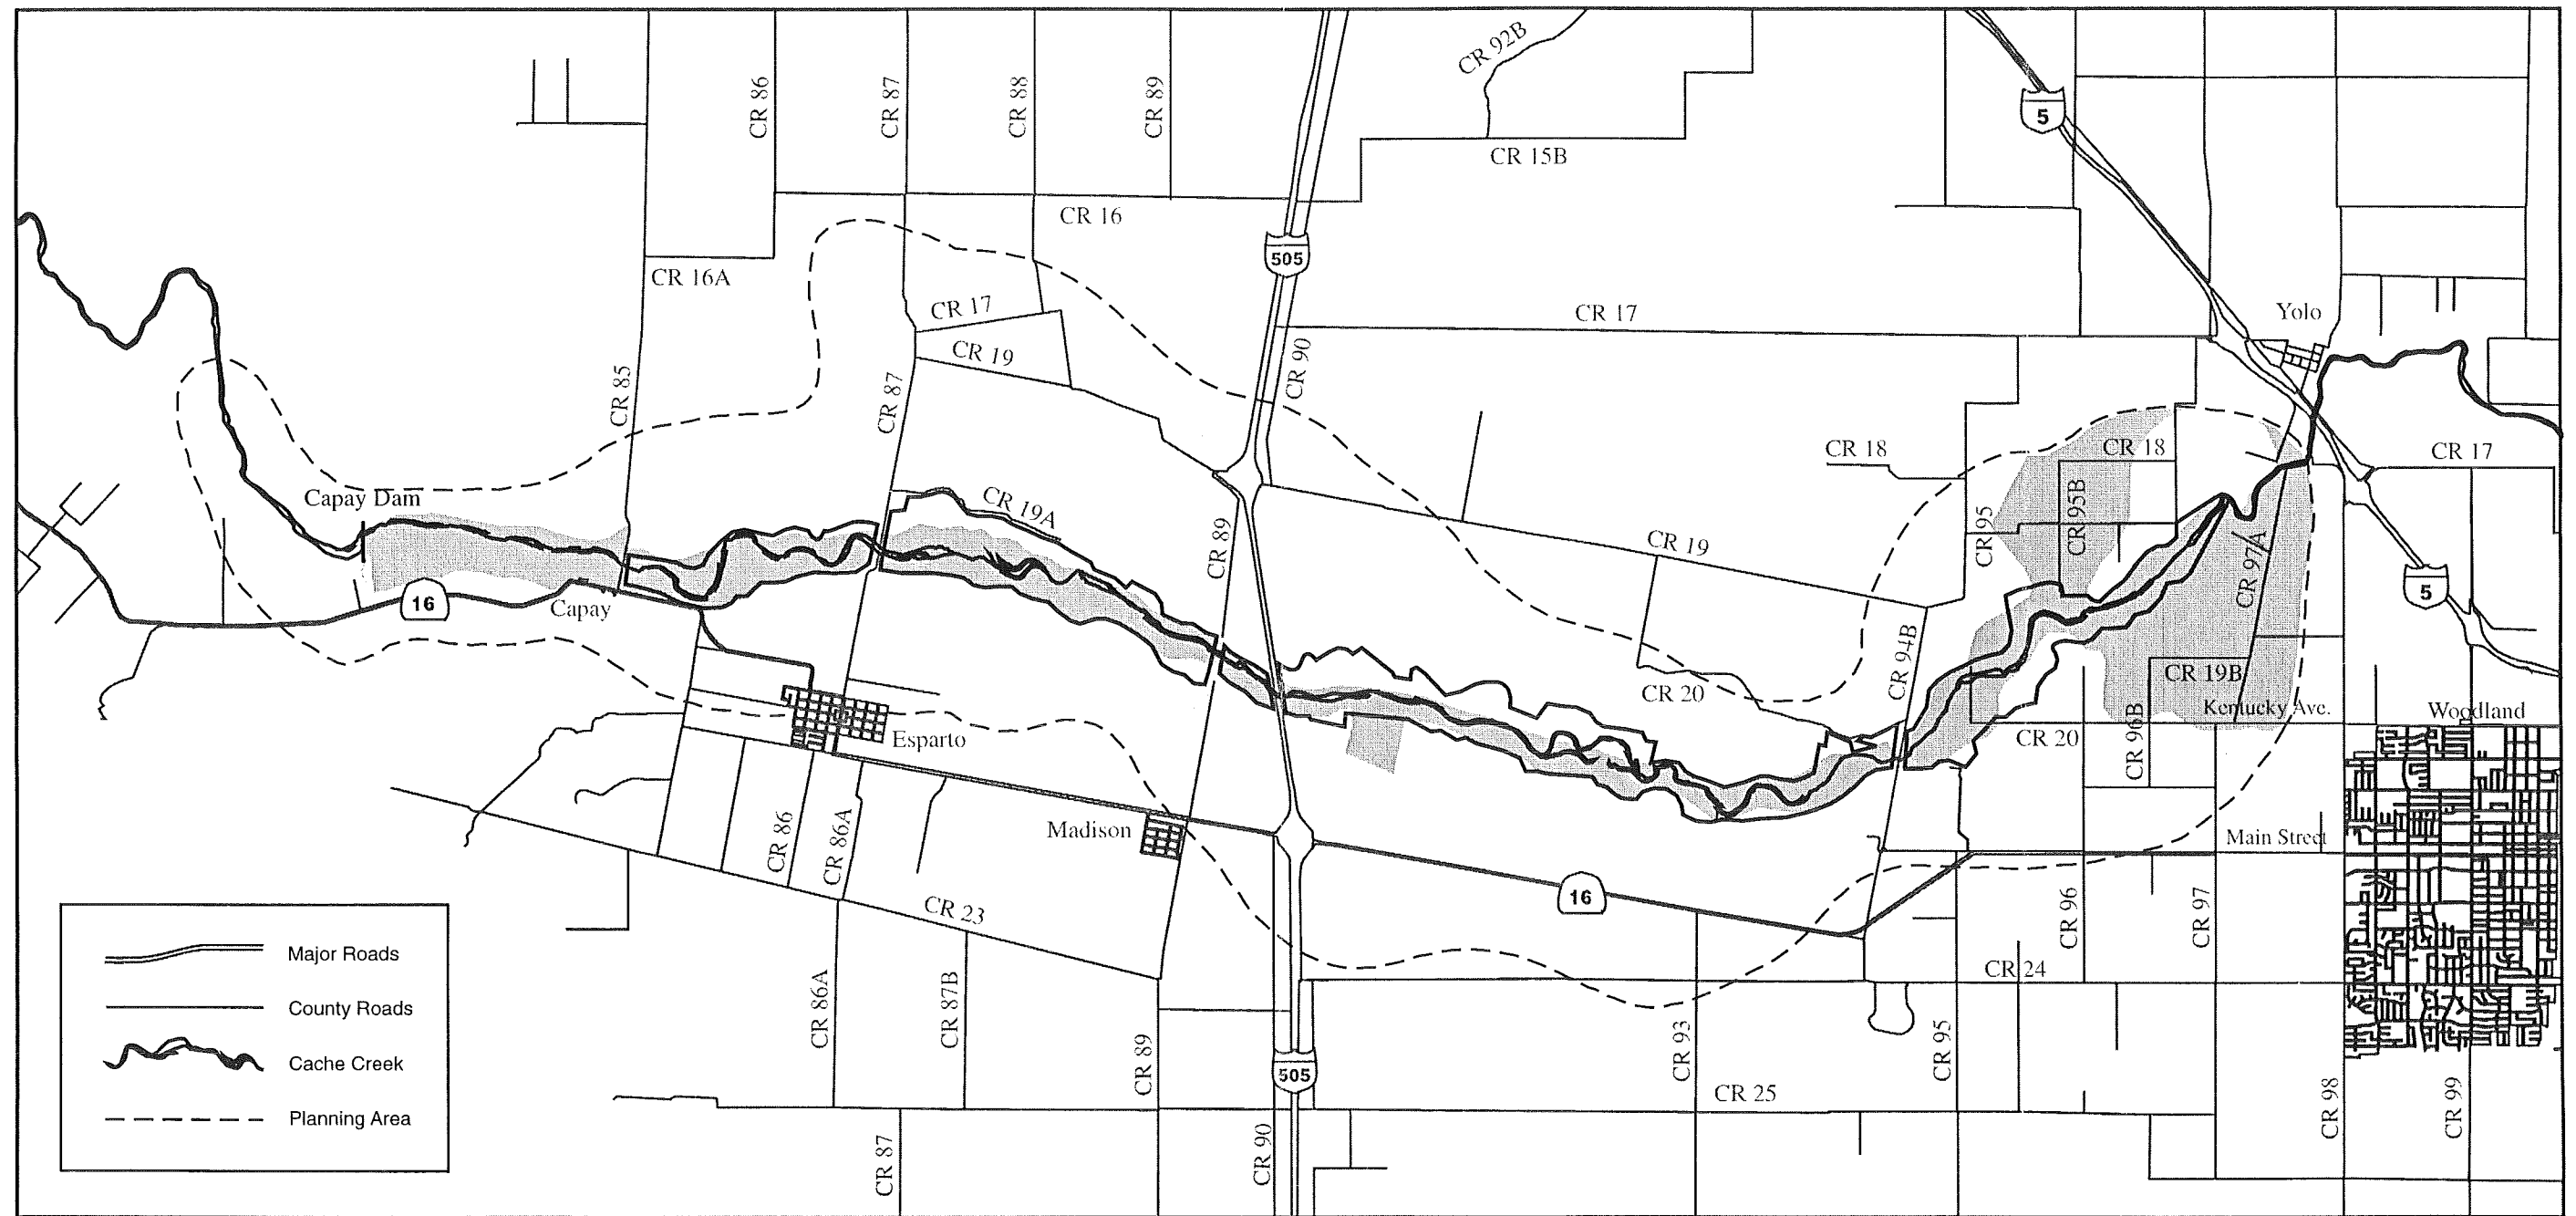 CR 92B
CR 86
CR 87
CR 88
CR 89
5
CR 15B
CR 16
505
CR 16A
CR 17
CR 17
Yolo
CR 19
CR 90
CR 85
CR 87
CR 18
CR 18
CR 17
Capay Dam
CR 19A
CR 89
CR 19
CR 95
CR 95B
CR 97A
5
16
Capay
CR 94B
CR 19B
CR 20
Kentucky Ave.
Woodland
Esparto
CR 20
CR 96B
Madison
CR 86
CR 86A
Main Street
16
CR 23
CR 96
CR 97
Major Roads
CR 24
County Roads
CR 86A
CR 87B
CR 89
CR 93
CR 95
505
Cache Creek
CR 25
CR 98
CR 99
Planning Area
CR 87
CR 90